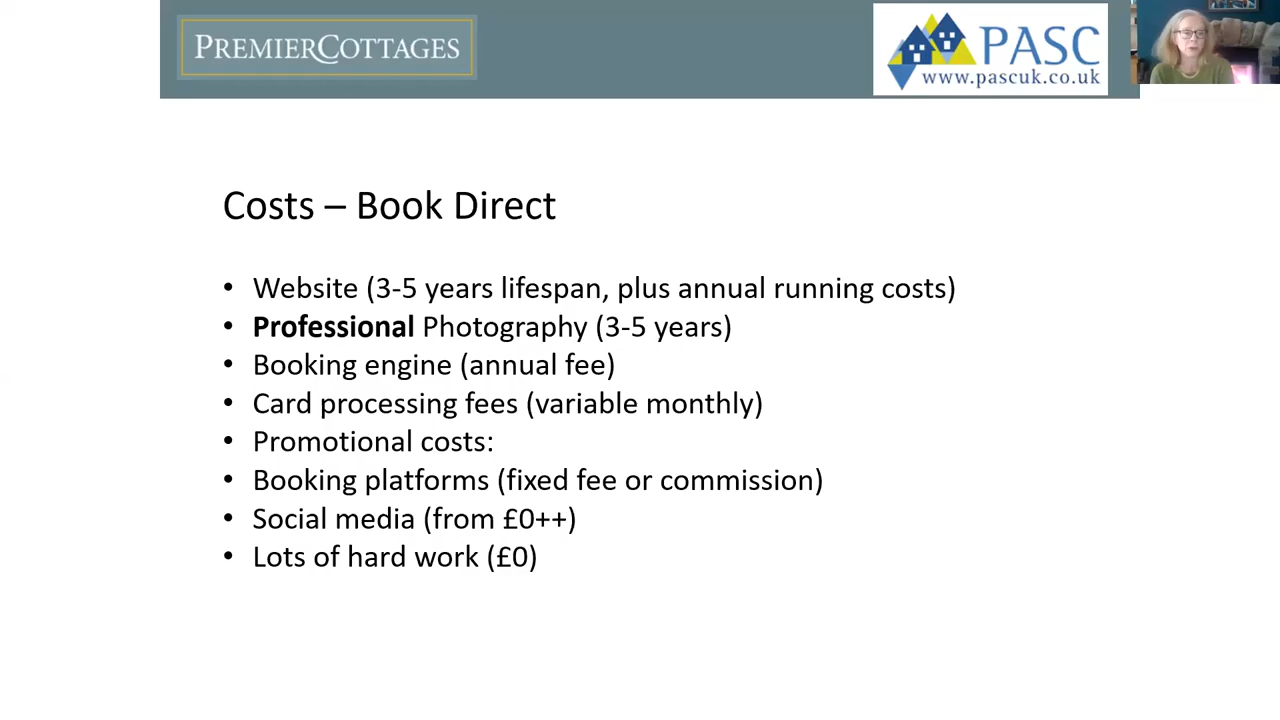 PREMIERCOTTAGES
PASC
www.pascuk.co.uk
Costs – Book Direct
• Website (3-5 years lifespan, plus annual running costs)
• Professional Photography (3-5 years)
• Booking engine (annual fee)
• Card processing fees (variable monthly)
• Promotional costs:
• Booking platforms (fixed fee or commission)
• Social media (from £0++)
• Lots of hard work (£0)